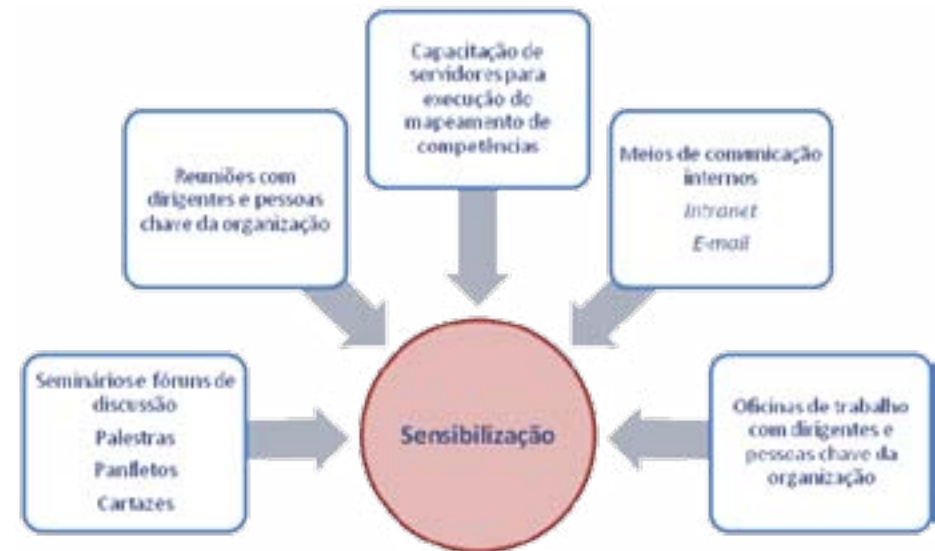 Capacitação de
servidores para
execução do
mapeamento de
competências
Reuniões com
dirigentes e pessoas
chave da organização
Meios de comunicação
internos
Intranet
E-mail
Seminários e fóruns de
discussão
Palestras
Panfletos
Cartazes
Sensibilização
Oficinas de trabalho
com dirigentes e
pessoas chave da
organização